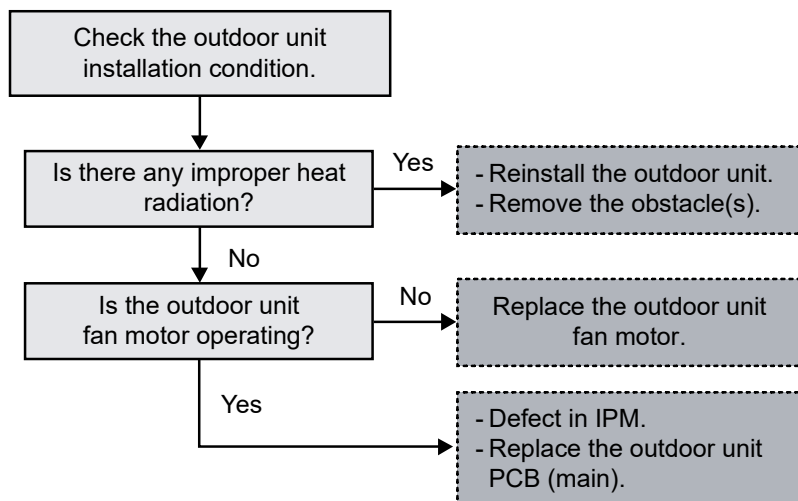 Check the outdoor unit
installation condition.
Is there any improper heat
radiation?
Yes
- Reinstall the outdoor unit.
- Remove the obstacle(s).
No
Is the outdoor unit
fan motor operating?
No
Replace the outdoor unit
fan motor.
Yes
- Defect in IPM.
- Replace the outdoor unit
PCB (main).